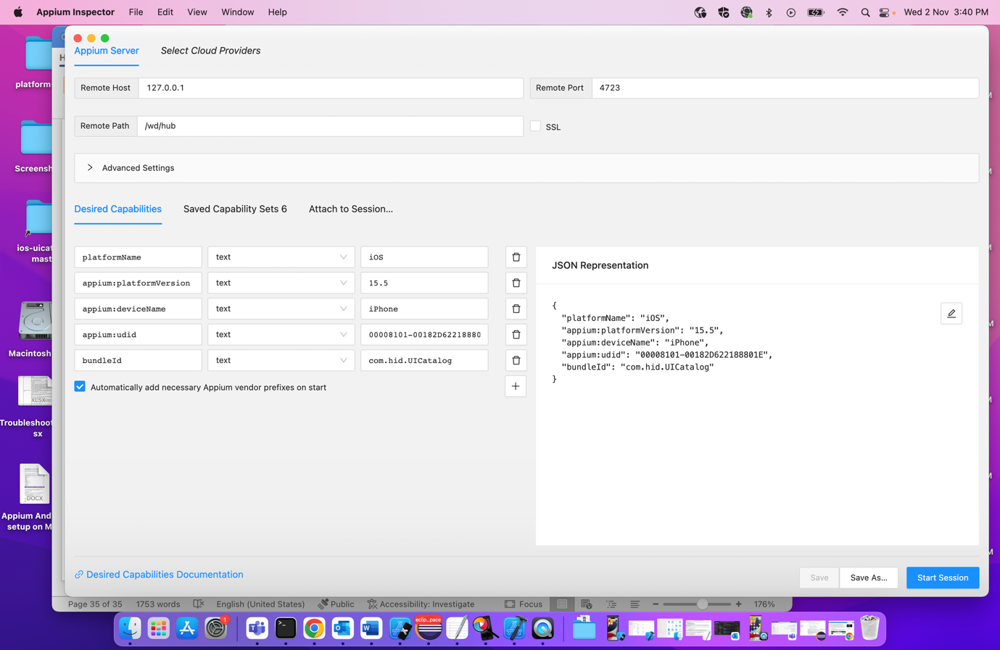 Appium Inspector File Edit View Window Help Wed 2 Nov 3:40 PM
Appium Server Select Cloud Providers
Remote Host 127.0.0.1 Remote Port 4723
Remote Path /wd/hub SSL
Advanced Settings
Desired Capabilities Saved Capability Sets 6 Attach to Session...
platformName text iOS
appium:platformVersion text 15.5
appium:deviceName text iPhone
appium:udid text 00008101-00182D62218880
bundleId text com.hid.UICatalog
Automatically add necessary Appium vendor prefixes on start
JSON Representation
{
"platformName": "iOS",
"appium:platformVersion": "15.5",
"appium:deviceName": "iPhone",
"appium:udid": "00008101-00182D622188801E",
"bundleId": "com.hid.UICatalog"
}
Desired Capabilities Documentation
Save Save As... Start Session
platform-
Screensh
ios-uicat
mast
Macintosh
XLSX
Troubleshoot
sx
DOCX
Appium And
setup on M
Page 35 of 35 1753 words English (United States) Public Accessibility: Investigate Focus 176%
1
eclip...pace